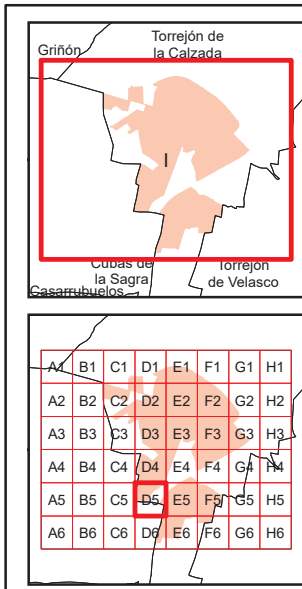 Torrejón de
la Calzada
Griñón
I
Cubas de
la Sagra
Torrejón
de Velasco
Casarrubuelos
A1 B1 C1 D1 E1 F1 G1 H1
A2 B2 C2 D2 E2 F2 G2 H2
A3 B3 C3 D3 E3 F3 G3 H3
A4 B4 C4 D4 E4 F4 G4 H4
A5 B5 C5 D5 E5 F5 G5 H5
A6 B6 C6 D6 E6 F6 G6 H6